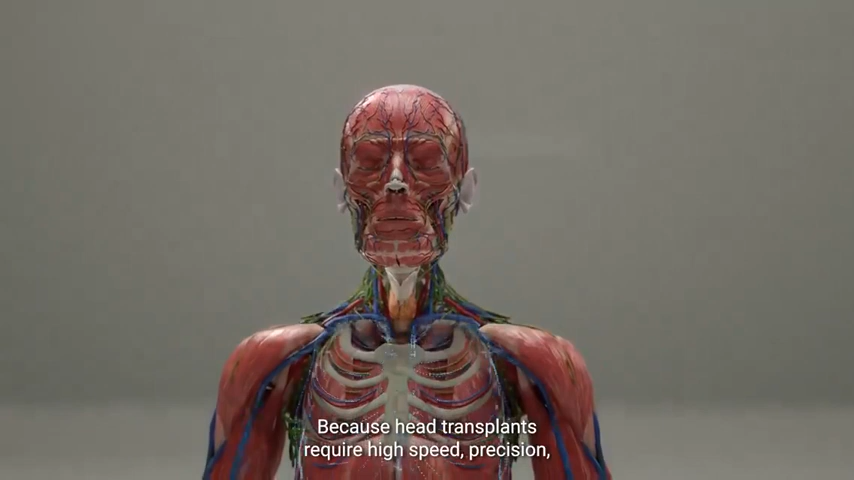 Because head transplants
require high speed, precision,